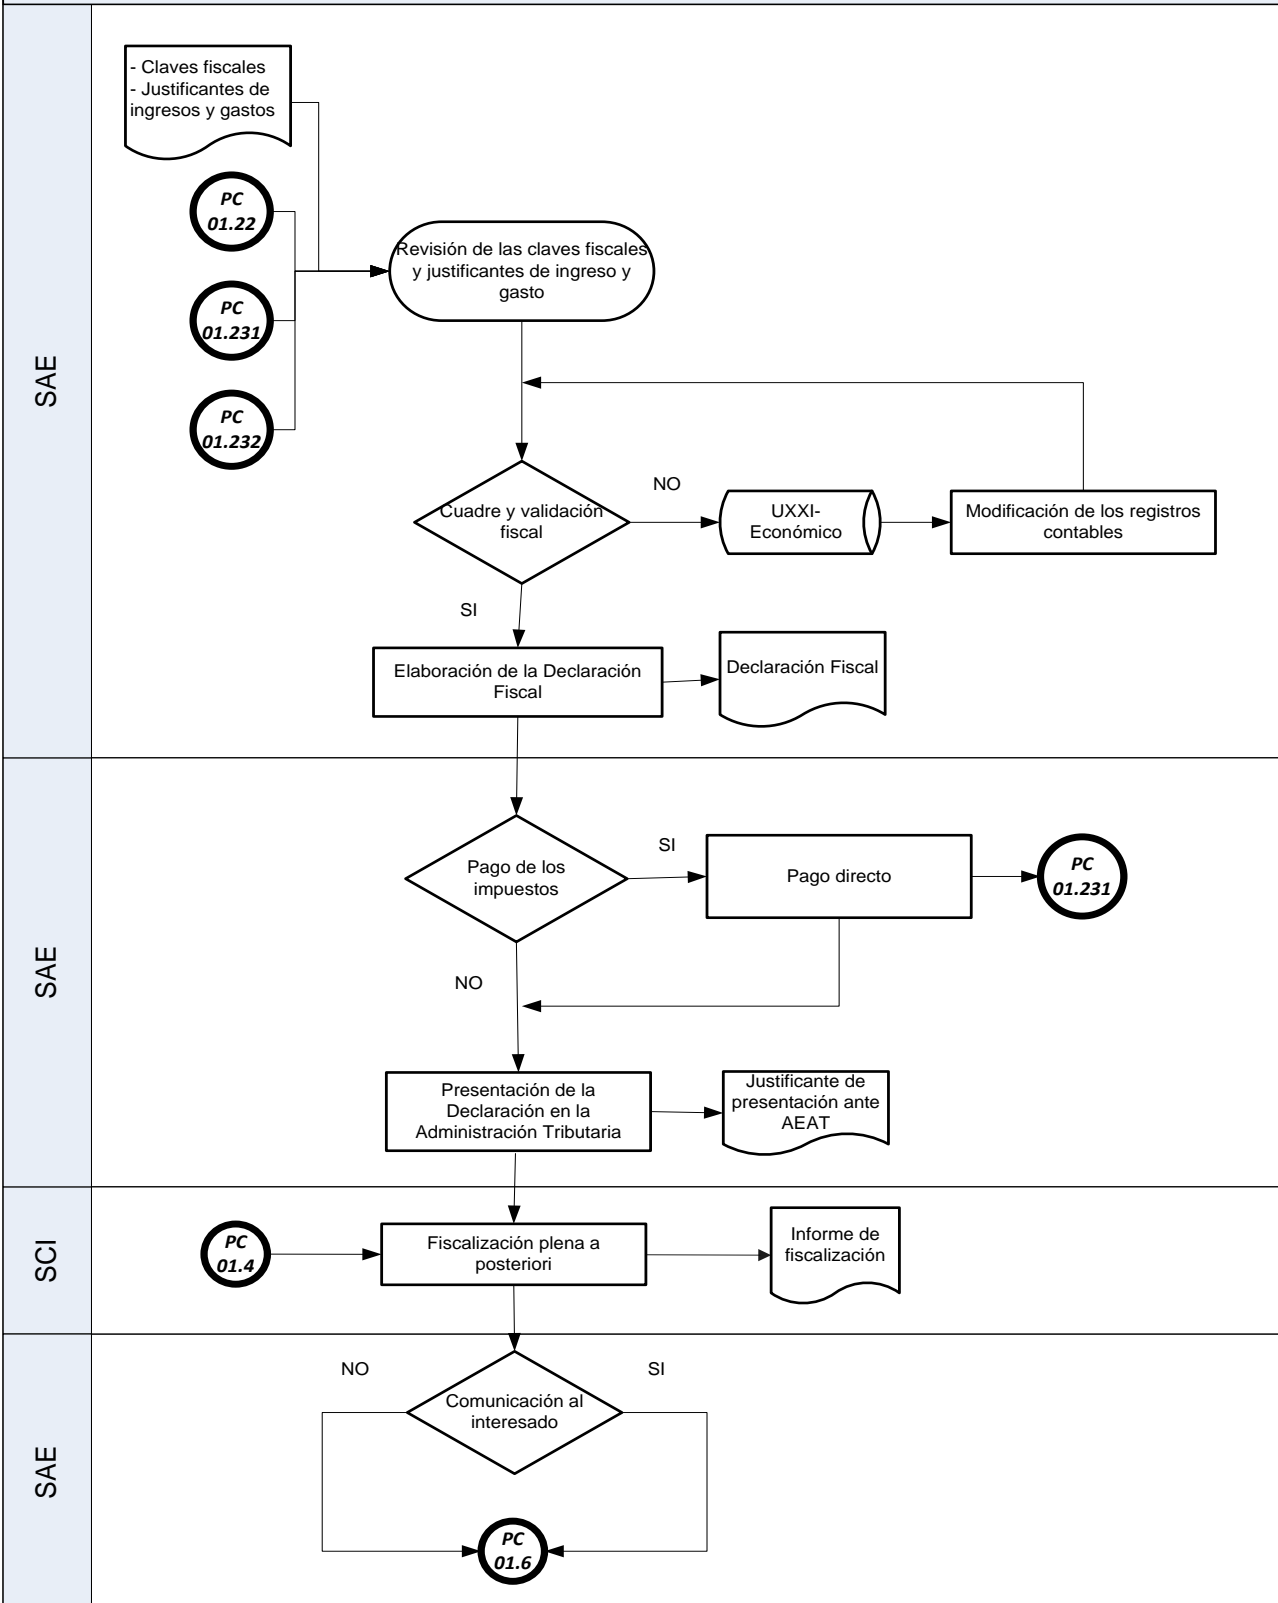 SAE
- Claves fiscales
- Justificantes de
ingresos y gastos
PC
01.22
PC
01.231
PC
01.232
Revisión de las claves fiscales
y justificantes de ingreso y
gasto
Cuadre y validación
fiscal
NO
UXXI-
Económico
Modificación de los registros
contables
SI
Elaboración de la Declaración
Fiscal
Declaración Fiscal
SAE
Pago de los
impuestos
SI
Pago directo
PC
01.231
NO
Presentación de la
Declaración en la
Administración Tributaria
Justificante de
presentación ante
AEAT
SCI
PC
01.4
Fiscalización plena a
posteriori
Informe de
fiscalización
SAE
NO
SI
Comunicación al
interesado
PC
01.6